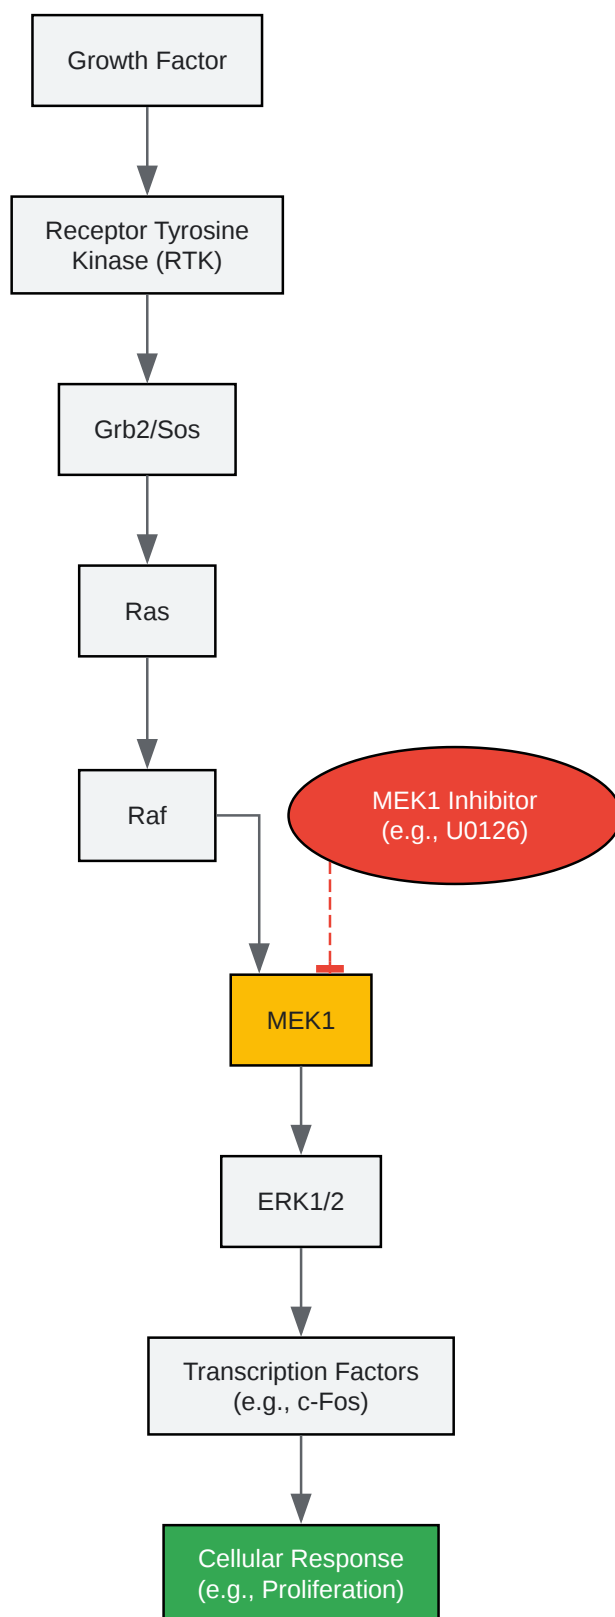 Growth Factor
Receptor Tyrosine
Kinase (RTK)
Grb2/Sos
Ras
Raf
MEK1 Inhibitor
(e.g., U0126)
MEK1
ERK1/2
Transcription Factors
(e.g., c-Fos)
Cellular Response
(e.g., Proliferation)